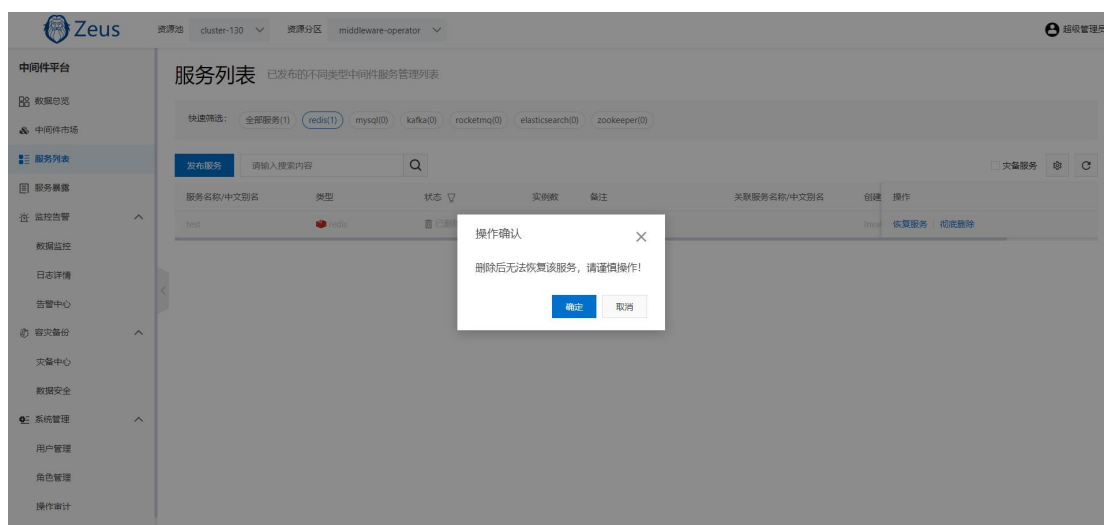 Zeus
资源池 cluster-130 资源分区 middleware-operator 超级管理员
中间件平台
数据总览
中间件市场
服务列表
服务暴露
监控告警
数据监控
日志详情
告警中心
容灾备份
灾备中心
数据安全
系统管理
用户管理
角色管理
操作审计
服务列表 已发布的不同类型中间件服务管理列表
快速筛选: 全部服务(1) redis(1) mysql(0) kafka(0) rocketmq(0) elasticsearch(0) zookeeper(0)
发布服务 请输入搜索内容 灾备服务
服务名称/中文别名 类型 状态 实例数 备注 关联服务名称/中文别名 创建 操作
test redis 已删 Inval 恢复服务 彻底删除
操作确认
删除后无法恢复该服务,请谨慎操作!
确定 取消